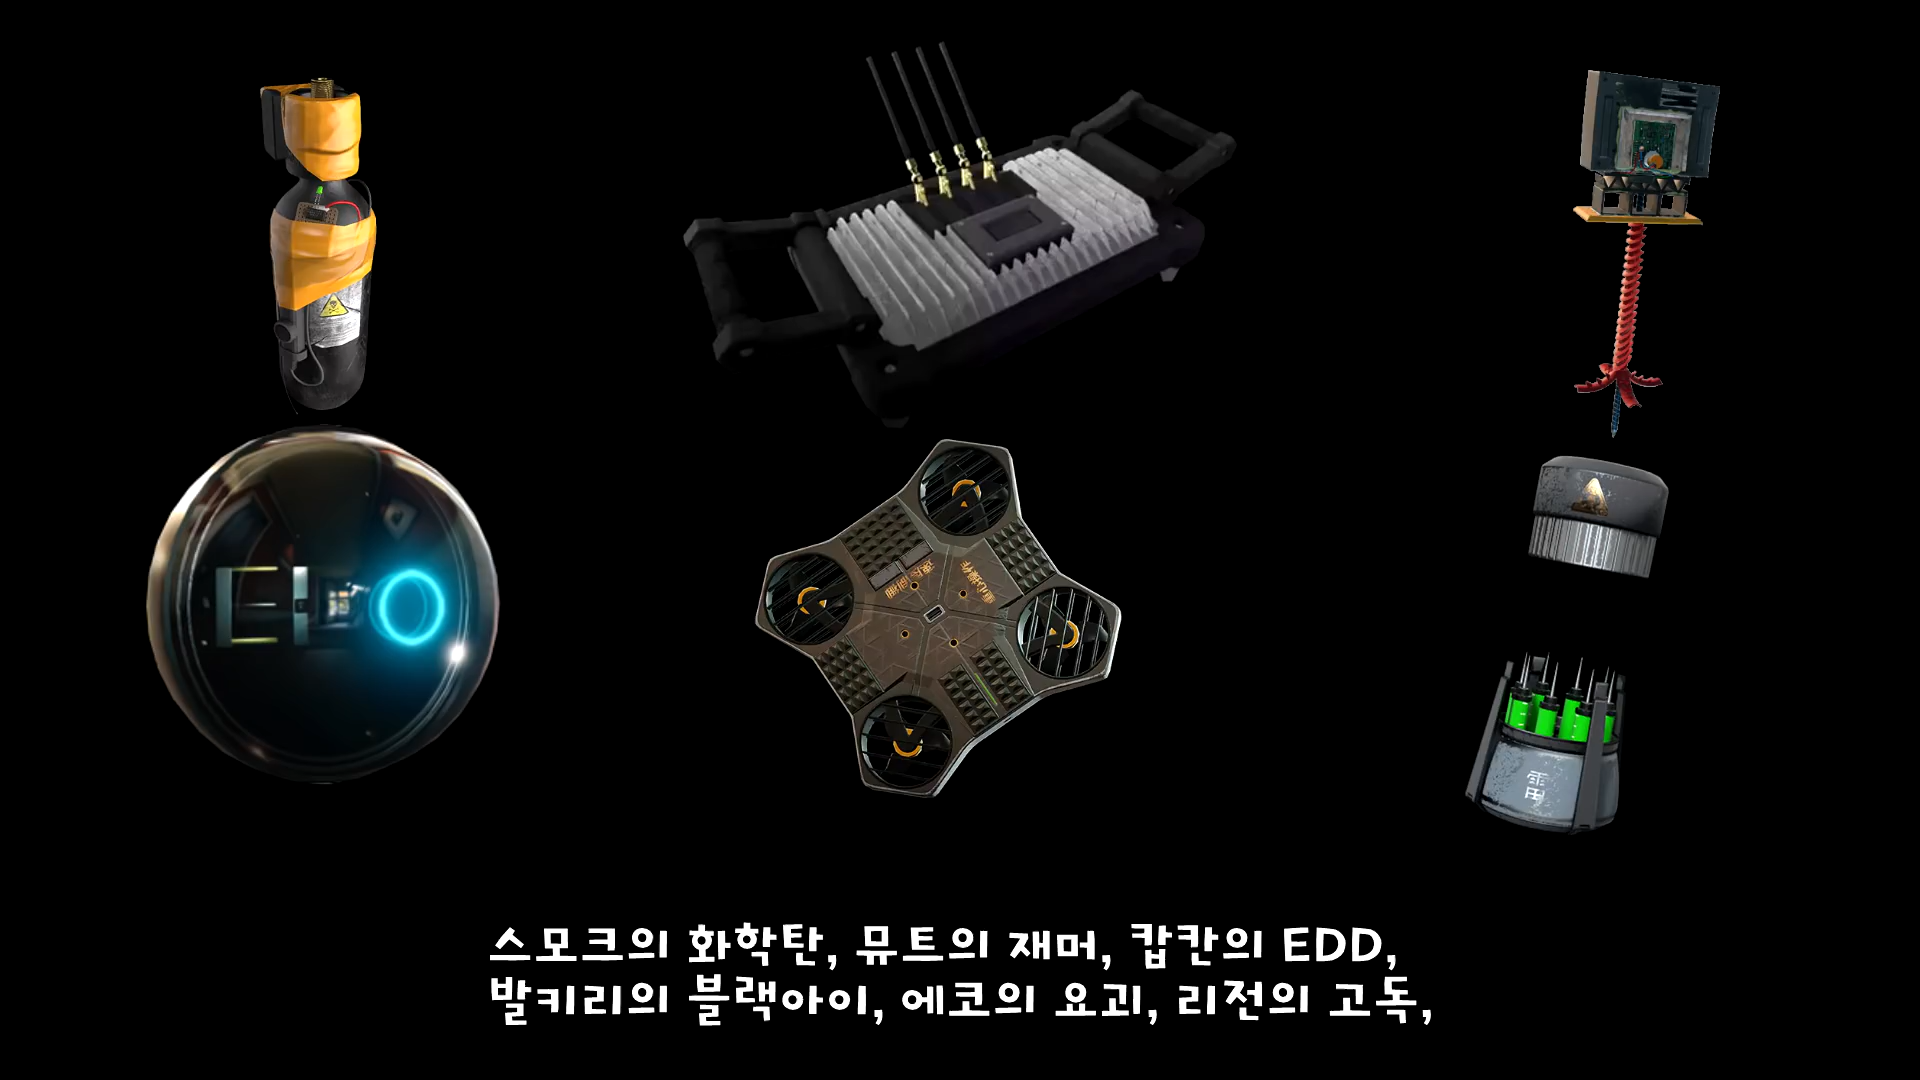 스모크의 화학탄, 뮤트의 재머, 캅칸의 EDD,
발키리의 블랙아이, 에코의 요괴, 리전의 고독,